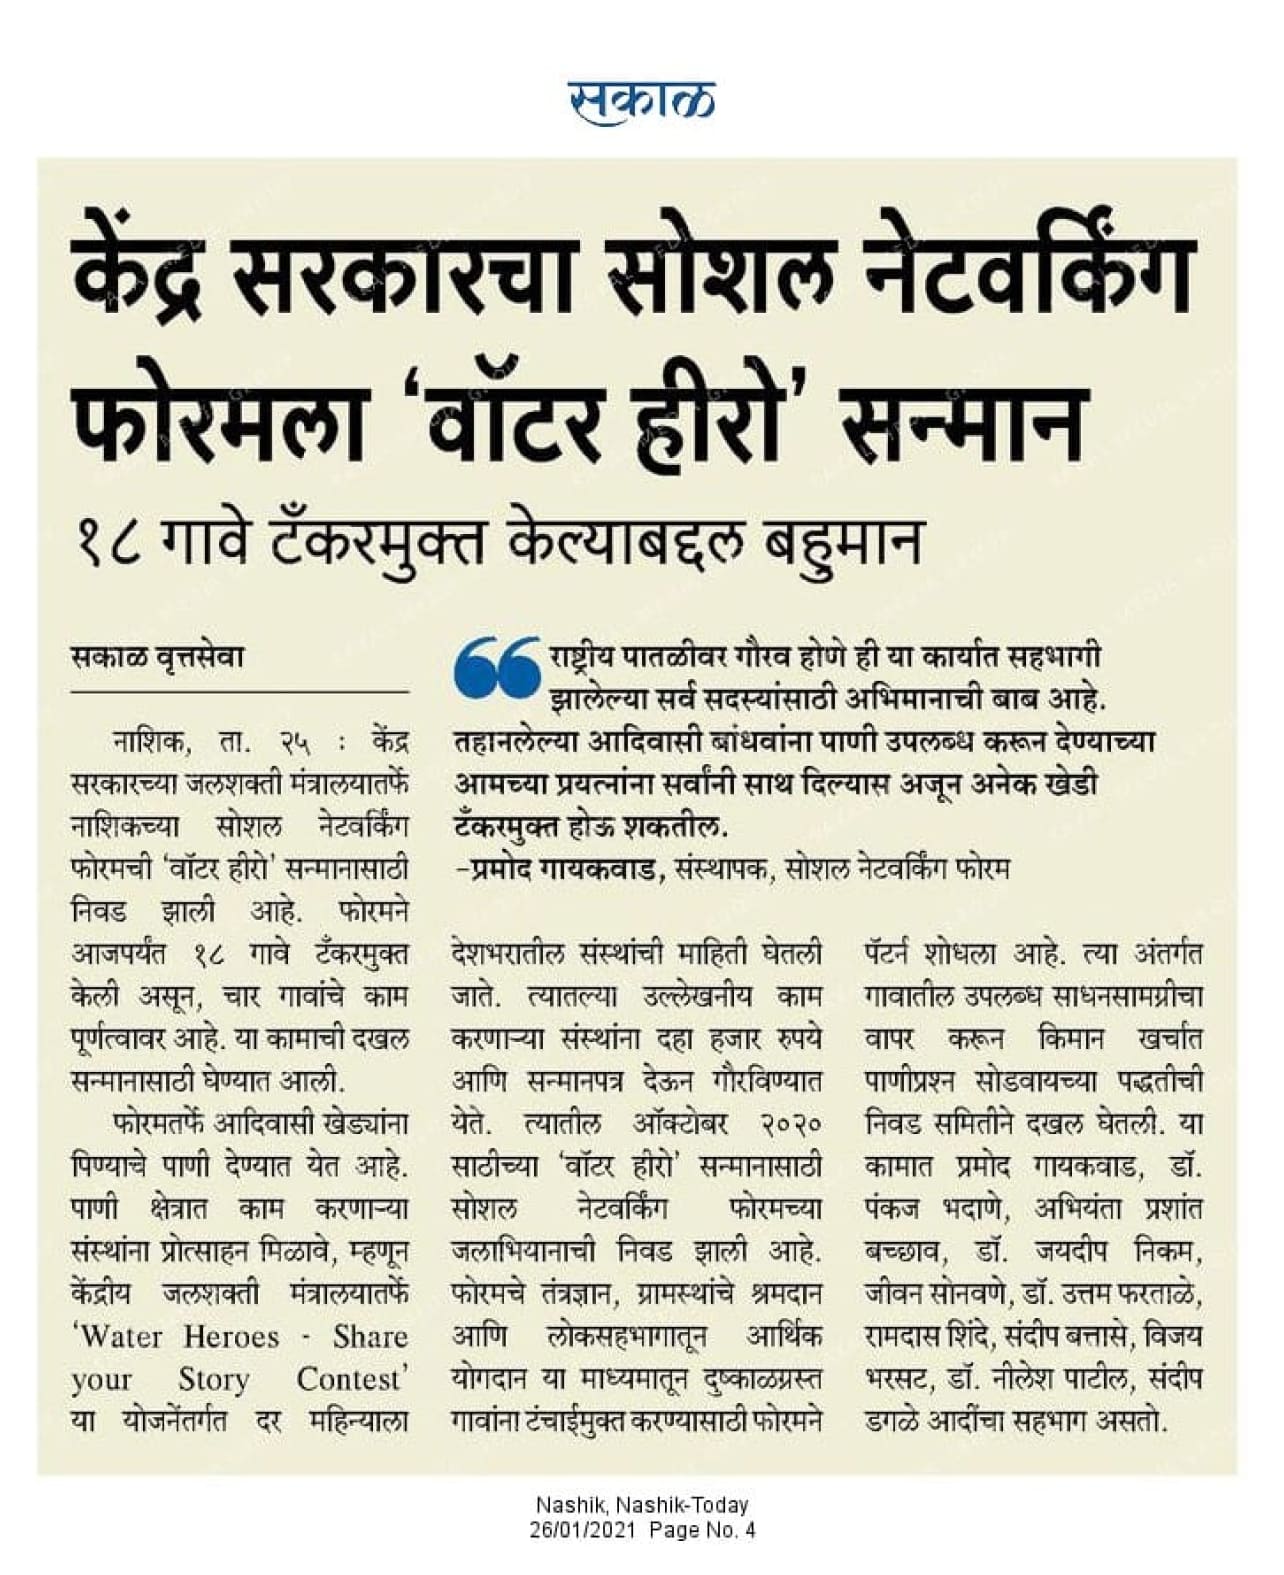 सकाळ
केंद्र सरकारचा सोशल नेटवर्किंग
फोरमला ‘वॉटर हीरो’ सन्मान
१८ गावे टँकरमुक्त केल्याबद्दल बहुमान
सकाळ वृत्तसेवा
नाशिक, ता. २५ : केंद्र
सरकारच्या जलशक्ती मंत्रालयातर्फे
नाशिकच्या सोशल नेटवर्किंग
फोरमची ‘वॉटर हीरो’ सन्मानासाठी
निवड झाली आहे. फोरमने
आजपर्यंत १८ गावे टँकरमुक्त
केली असून, चार गावांचे काम
पूर्णत्वावर आहे. या कामाची दखल
सन्मानासाठी घेण्यात आली.
फोरमतर्फे आदिवासी खेड्यांना
पिण्याचे पाणी देण्यात येत आहे.
पाणी क्षेत्रात काम करणाऱ्या
संस्थांना प्रोत्साहन मिळावे, म्हणून
केंद्रीय जलशक्ती मंत्रालयातर्फे
‘Water Heroes - Share
your Story Contest’
या योजनेंतर्गत दर महिन्याला
❝राष्ट्रीय पातळीवर गौरव होणे ही या कार्यात सहभागी
झालेल्या सर्व सदस्यांसाठी अभिमानाची बाब आहे.
तहानलेल्या आदिवासी बांधवांना पाणी उपलब्ध करून देण्याच्या
आमच्या प्रयत्नांना सर्वांनी साथ दिल्यास अजून अनेक खेडी
टँकरमुक्त होऊ शकतील.
–प्रमोद गायकवाड, संस्थापक, सोशल नेटवर्किंग फोरम
देशभरातील संस्थांची माहिती घेतली
जाते. त्यातल्या उल्लेखनीय काम
करणाऱ्या संस्थांना दहा हजार रुपये
आणि सन्मानपत्र देऊन गौरविण्यात
येते. त्यातील ऑक्टोबर २०२०
साठीच्या ‘वॉटर हीरो’ सन्मानासाठी
सोशल नेटवर्किंग फोरमच्या
जलाभियानाची निवड झाली आहे.
फोरमचे तंत्रज्ञान, ग्रामस्थांचे श्रमदान
आणि लोकसहभागातून आर्थिक
योगदान या माध्यमातून दुष्काळग्रस्त
गावांना टंचाईमुक्त करण्यासाठी फोरमने
पॅटर्न शोधला आहे. त्या अंतर्गत
गावातील उपलब्ध साधनसामग्रीचा
वापर करून किमान खर्चात
पाणीप्रश्न सोडवायच्या पद्धतीची
निवड समितीने दखल घेतली. या
कामात प्रमोद गायकवाड, डॉ.
पंकज भदाणे, अभियंता प्रशांत
बच्छाव, डॉ. जयदीप निकम,
जीवन सोनवणे, डॉ. उत्तम फरताळे,
रामदास शिंदे, संदीप बत्तासे, विजय
भरसट, डॉ. नीलेश पाटील, संदीप
डगळे आदींचा सहभाग असतो.
Nashik, Nashik-Today
26/01/2021 Page No. 4